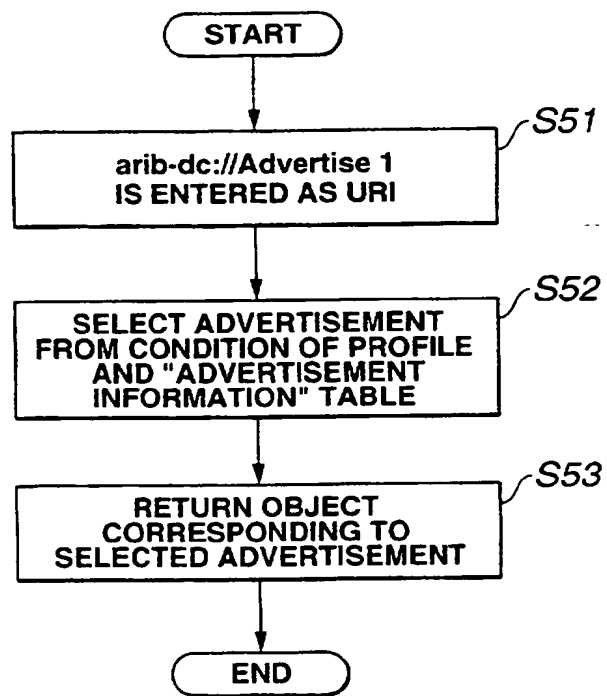 START
S51
arib-dc://Advertise 1
IS ENTERED AS URI
S52
SELECT ADVERTISEMENT
FROM CONDITION OF PROFILE
AND "ADVERTISEMENT
INFORMATION" TABLE
S53
RETURN OBJECT
CORRESPONDING TO
SELECTED ADVERTISEMENT
END